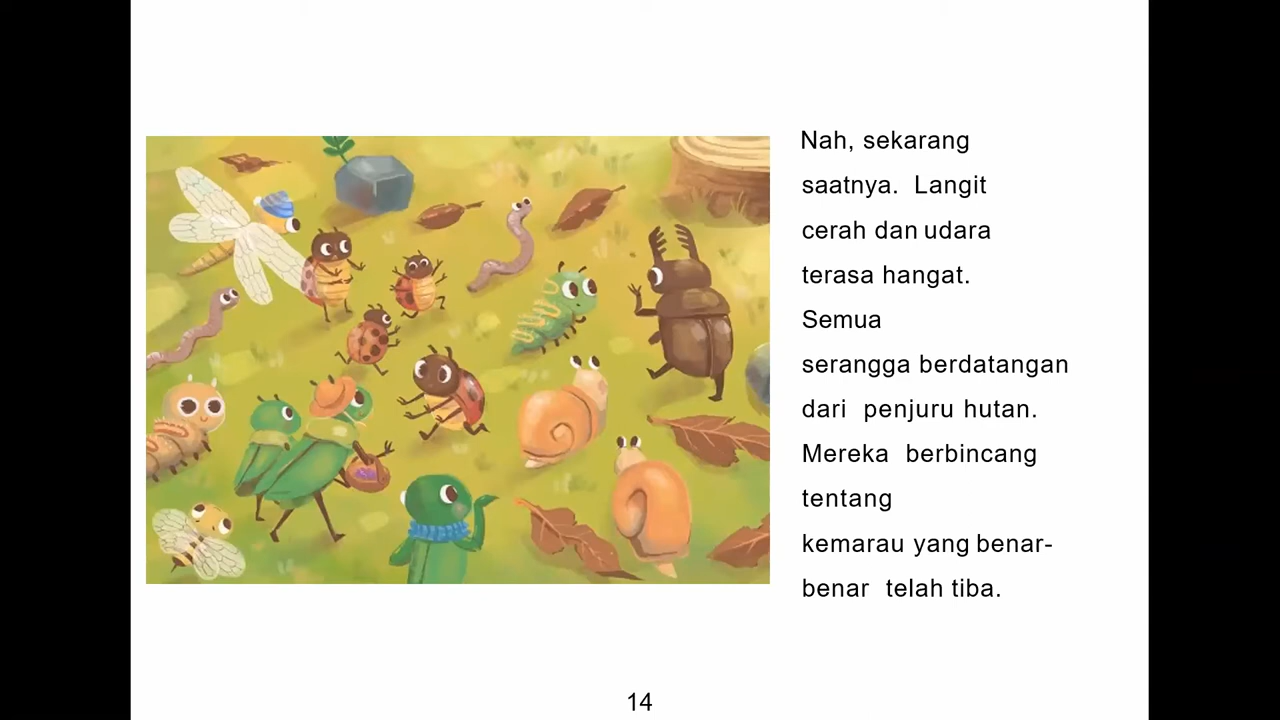 Nah, sekarang
saatnya. Langit
cerah dan udara
terasa hangat.
Semua
serangga berdatangan
dari penjuru hutan.
Mereka berbincang
tentang
kemarau yang benar-
benar telah tiba.
14